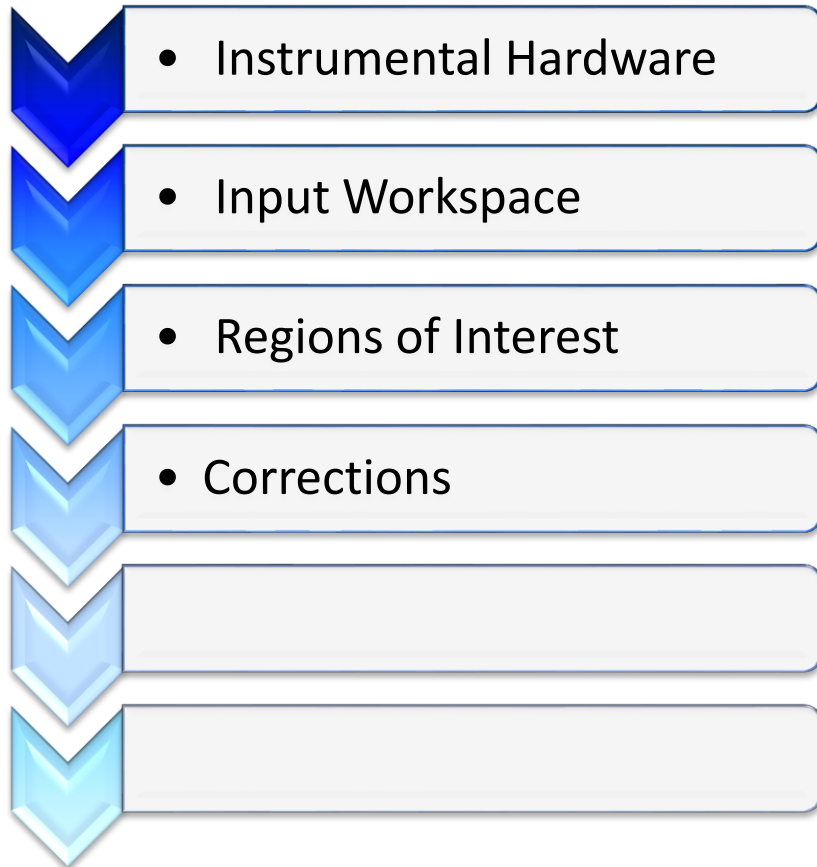 • Instrumental Hardware
• Input Workspace
• Regions of Interest
• Corrections